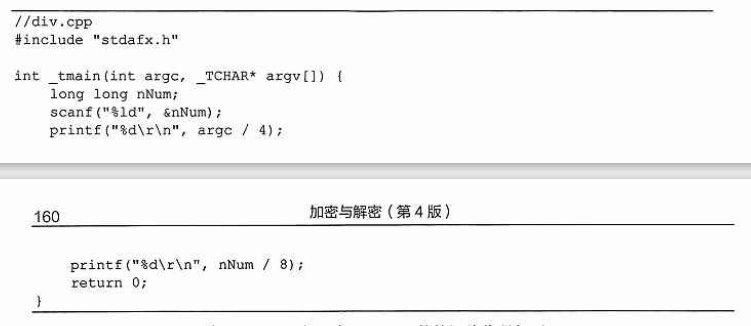 //div.cpp
#include "stdafx.h"
int _tmain(int argc, _TCHAR* argv[]) {
long long nNum;
scanf("%ld", &nNum);
printf("%d\r\n", argc / 4);
160
加密与解密（第 4 版）
printf("%d\r\n", nNum / 8);
return 0;
}